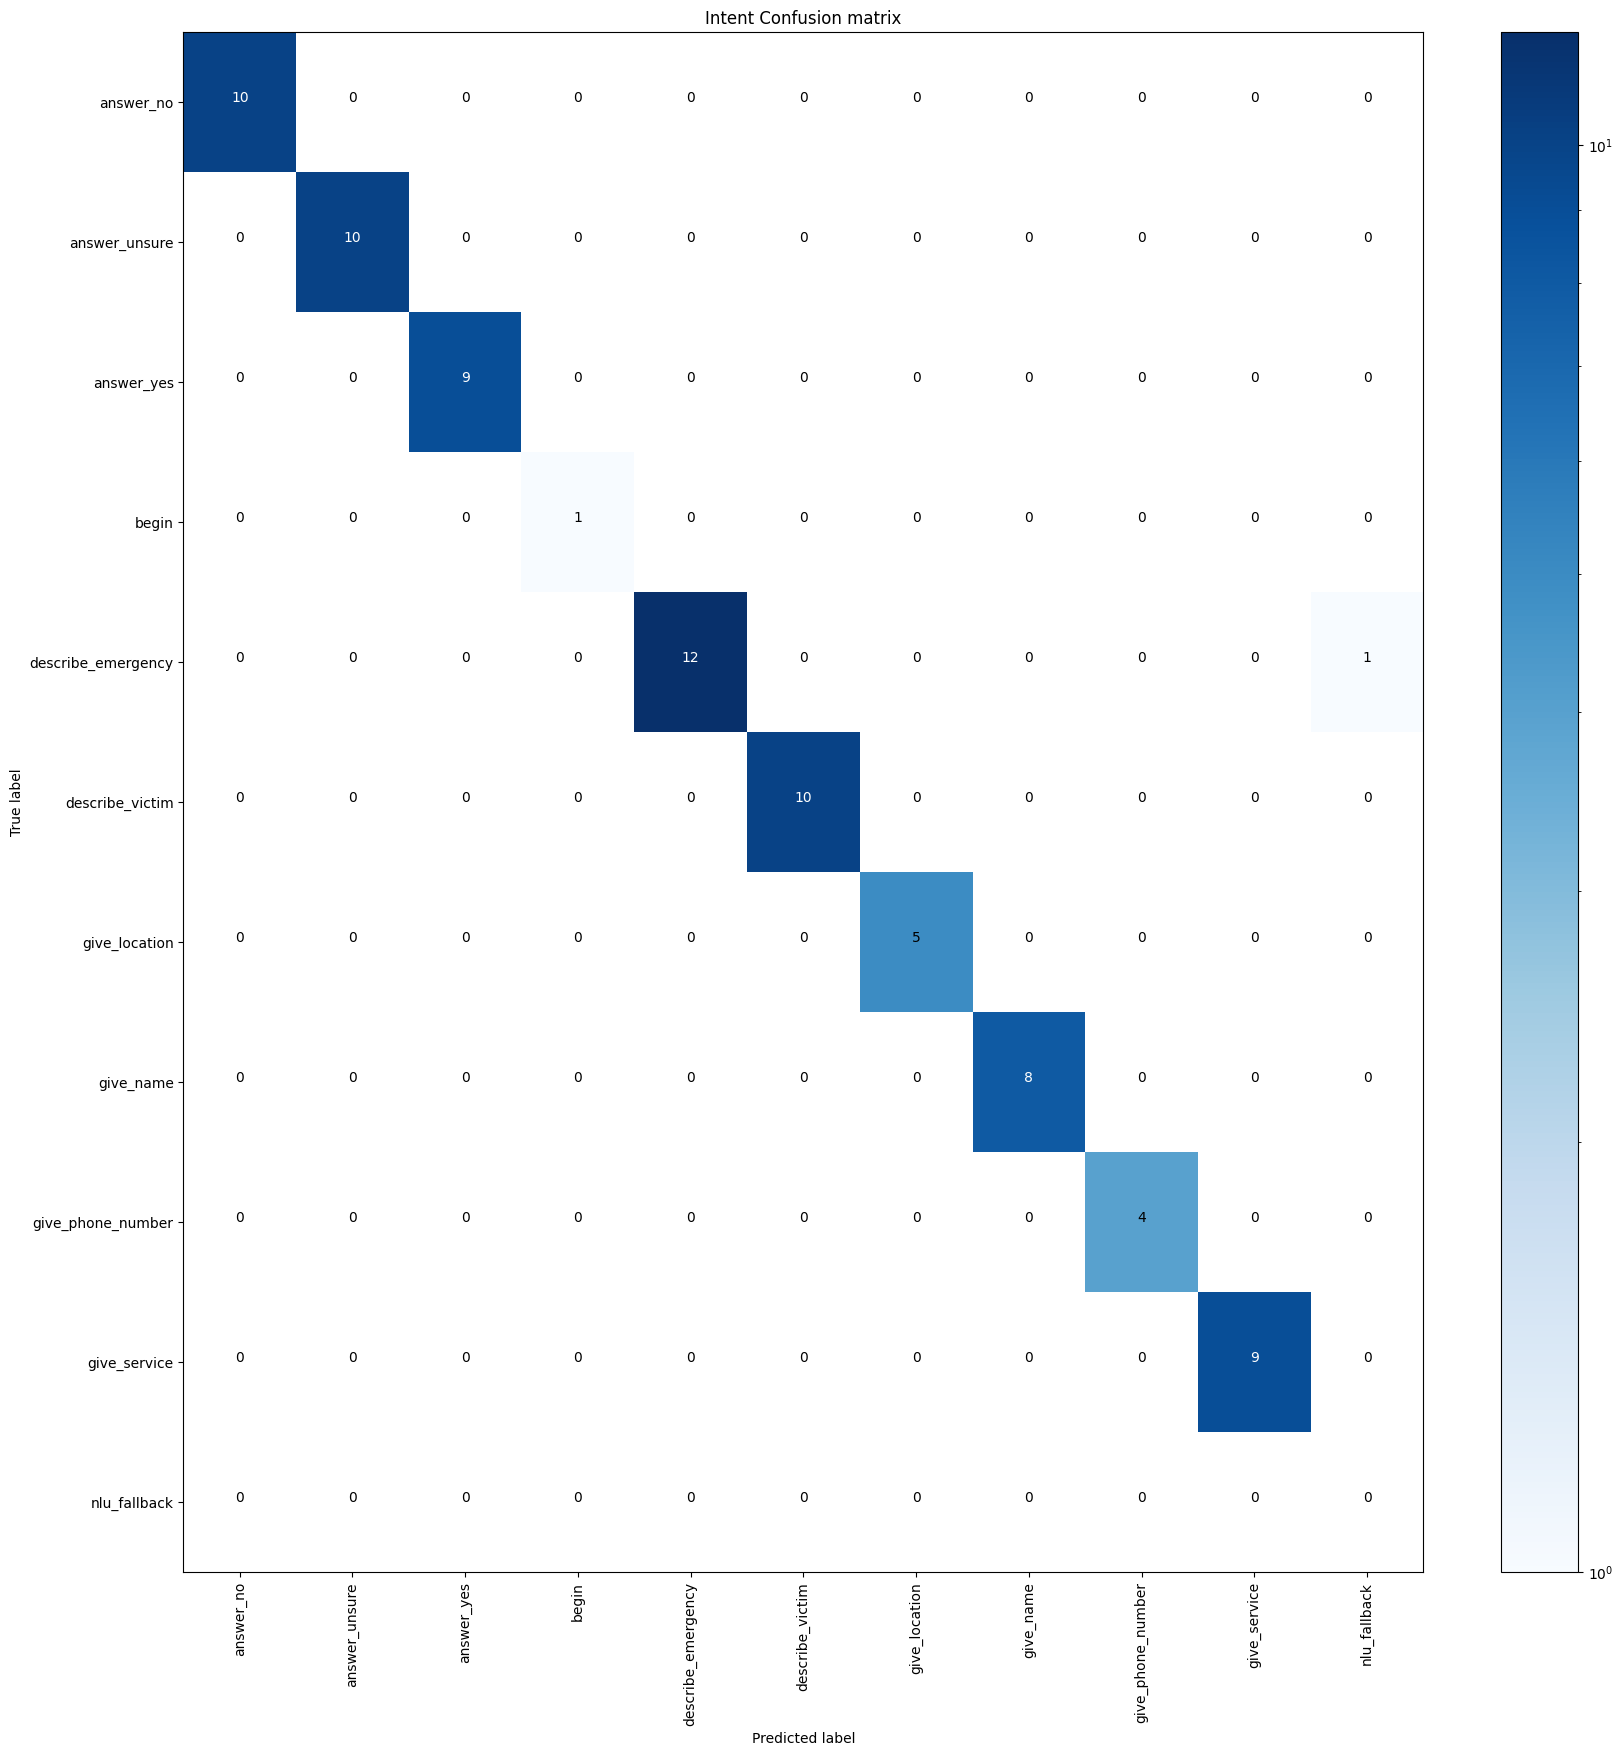 Intent Confusion matrix
answer_no 10 0 0 0 0 0 0 0 0 0 0
answer_unsure 0 10 0 0 0 0 0 0 0 0 0
answer_yes 0 0 9 0 0 0 0 0 0 0 0
begin 0 0 0 1 0 0 0 0 0 0 0
describe_emergency 0 0 0 0 12 0 0 0 0 0 1
describe_victim 0 0 0 0 0 10 0 0 0 0 0
give_location 0 0 0 0 0 0 5 0 0 0 0
give_name 0 0 0 0 0 0 0 8 0 0 0
give_phone_number 0 0 0 0 0 0 0 0 4 0 0
give_service 0 0 0 0 0 0 0 0 0 9 0
nlu_fallback 0 0 0 0 0 0 0 0 0 0 0
True label
answer_no
answer_unsure
answer_yes
begin
describe_emergency
describe_victim
give_location
give_name
give_phone_number
give_service
nlu_fallback
Predicted label
10¹
10⁰